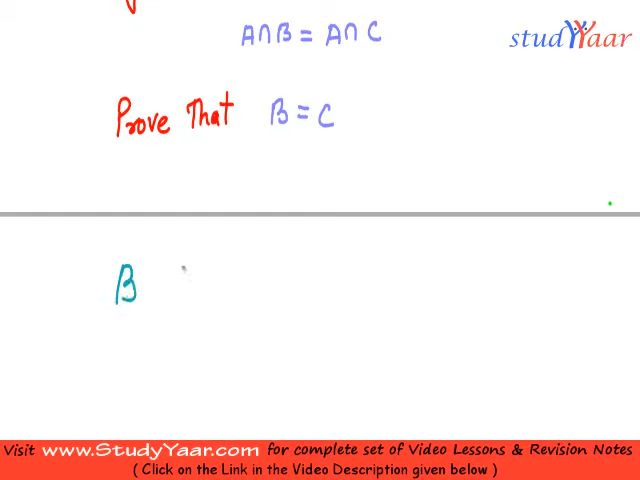 A∩B = A∩C
studYYaar
Prove That B = C
B
Visit www.StudyYaar.com for complete set of Video Lessons & Revision Notes
( Click on the Link in the Video Description given below )